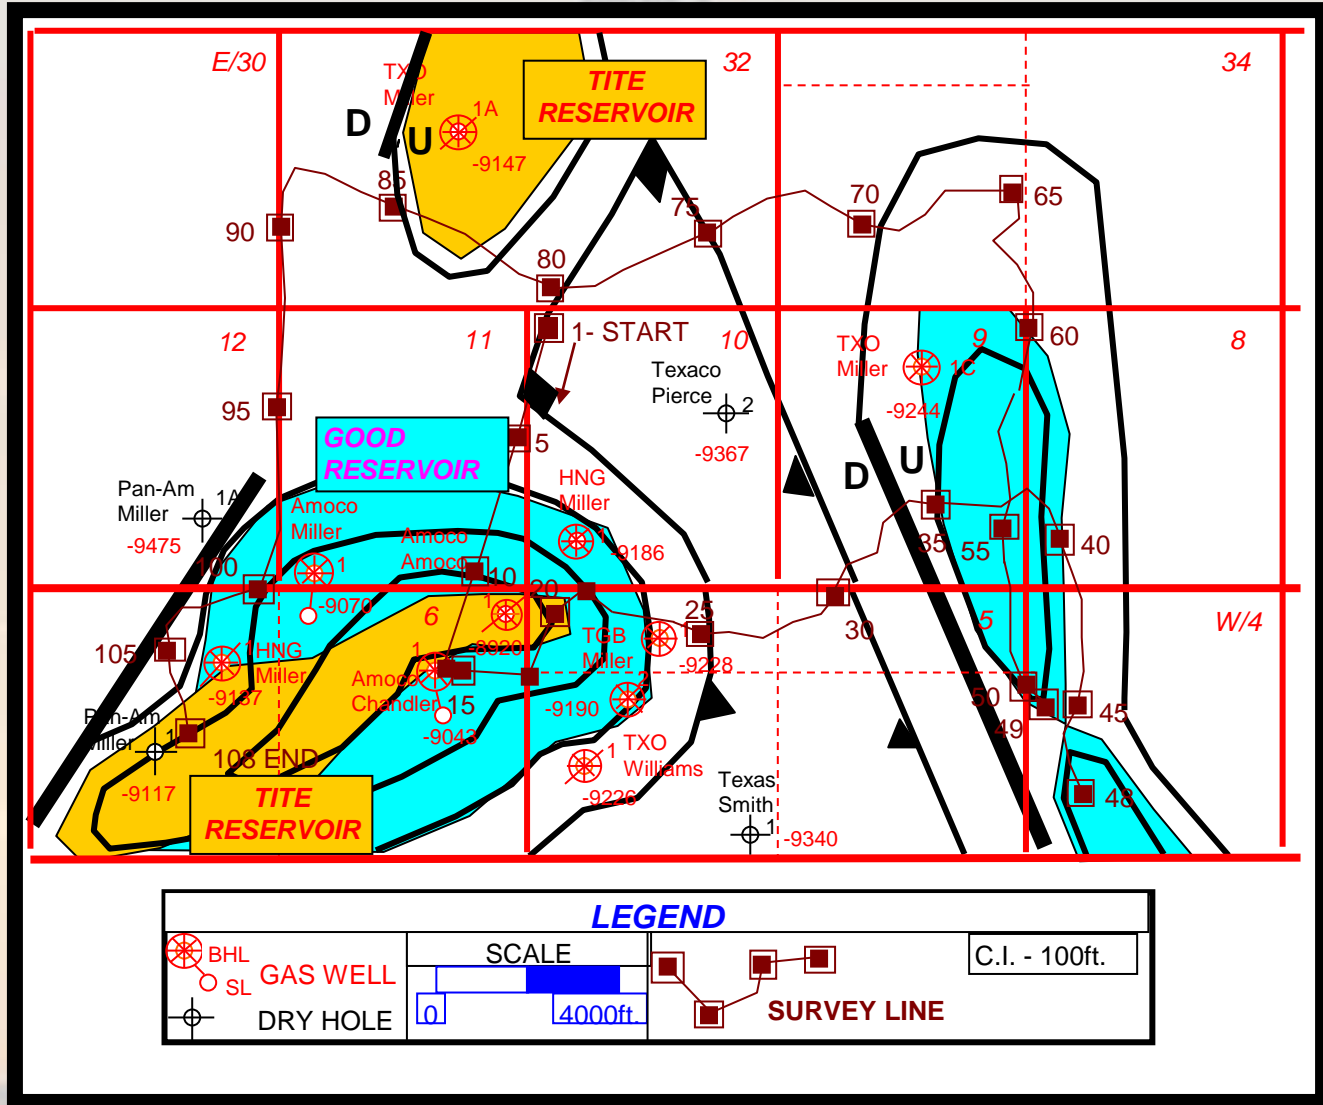 E/30
32
34
TXO
Miller
TITE
RESERVOIR
1A
D
U
-9147
85
75
70
65
90
80
12
11
1- START
10
9
60
8
Texaco
Pierce
2
-9367
TXO
Miller
1C
-9244
95
GOOD
RESERVOIR
5
D
U
HNG
Miller
1
-9186
Pan-Am
Miller
1A
-9475
Amoco
Miller
1
-9070
Amoco
Amoco
1
-8920
100
10
20
35
55
40
6
25
30
5
W/4
105
HNG
Miller
1
-9137
TGB
Miller
-9228
Amoco
Chandler
1
15
-9043
2
-9190
50
49
45
Pan-Am
Miller
1
-9117
108 END
1
TXO
Williams
-9226
Texas
Smith
1
-9340
48
TITE
RESERVOIR
LEGEND
BHL
SL
GAS WELL
DRY HOLE
SCALE
0
4000ft.
SURVEY LINE
C.I. - 100ft.